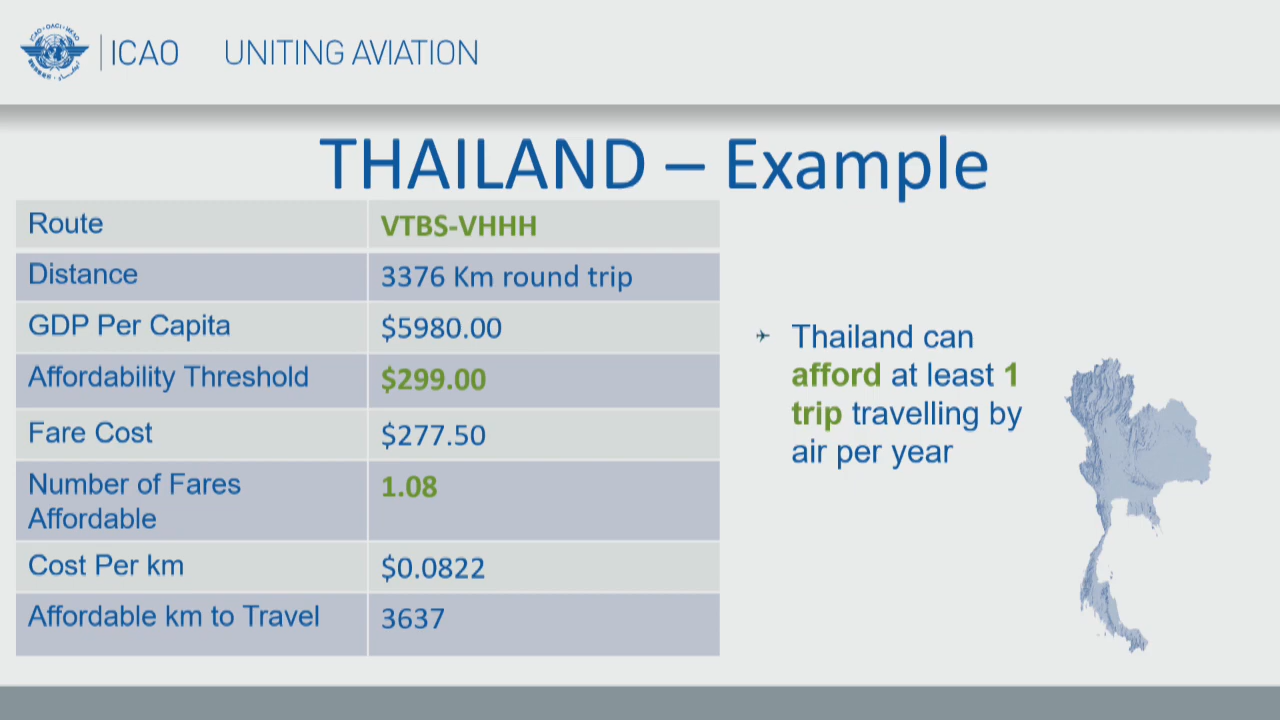 ICAO UNITING AVIATION
THAILAND – Example
Route VTBS-VHHH
Distance 3376 Km round trip
GDP Per Capita $5980.00
Affordability Threshold $299.00
Fare Cost $277.50
Number of Fares
Affordable 1.08
Cost Per km $0.0822
Affordable km to Travel 3637
Thailand can
afford at least 1
trip travelling by
air per year